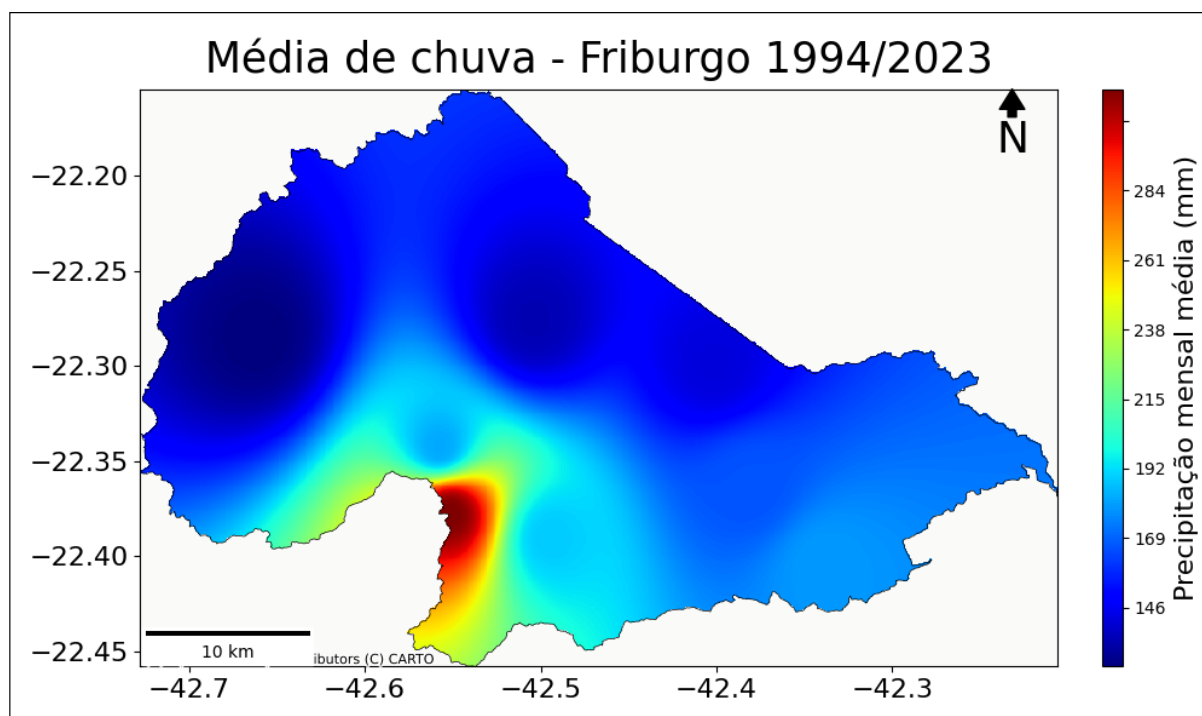 Média de chuva - Friburgo 1994/2023
N
−22.20
−22.25
−22.30
−22.35
−22.40
−22.45
10 km
ibutors (C) CARTO
−42.7 −42.6 −42.5 −42.4 −42.3
284
261
238
215
192
169
146
Precipitação mensal média (mm)